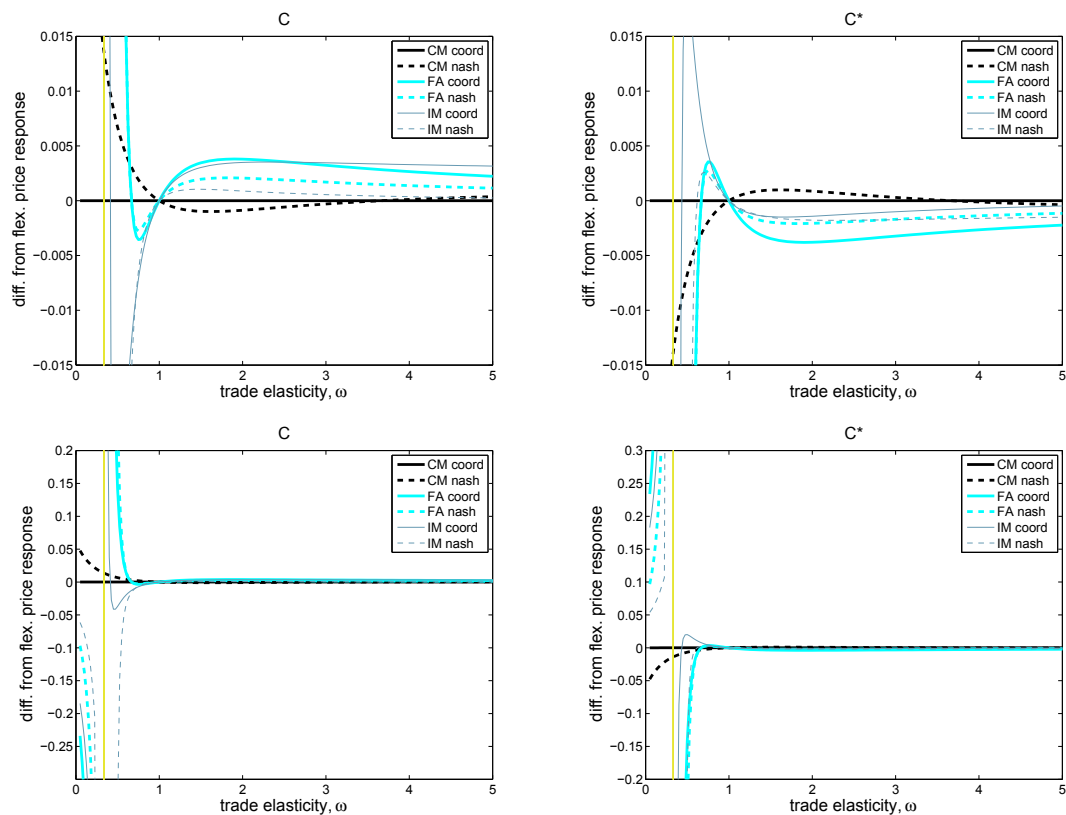 C
diff. from flex. price response
0.015
0.01
0.005
0
−0.005
−0.01
−0.015
0 1 2 3 4 5
trade elasticity, ω
CM coord
CM nash
FA coord
FA nash
IM coord
IM nash
C*
diff. from flex. price response
0.015
0.01
0.005
0
−0.005
−0.01
−0.015
0 1 2 3 4 5
trade elasticity, ω
CM coord
CM nash
FA coord
FA nash
IM coord
IM nash
C
diff. from flex. price response
0.2
0.15
0.1
0.05
0
−0.05
−0.1
−0.15
−0.2
−0.25
0 1 2 3 4 5
trade elasticity, ω
CM coord
CM nash
FA coord
FA nash
IM coord
IM nash
C*
diff. from flex. price response
0.3
0.2
0.1
0
−0.05
−0.1
−0.15
−0.2
0 1 2 3 4 5
trade elasticity, ω
CM coord
CM nash
FA coord
FA nash
IM coord
IM nash